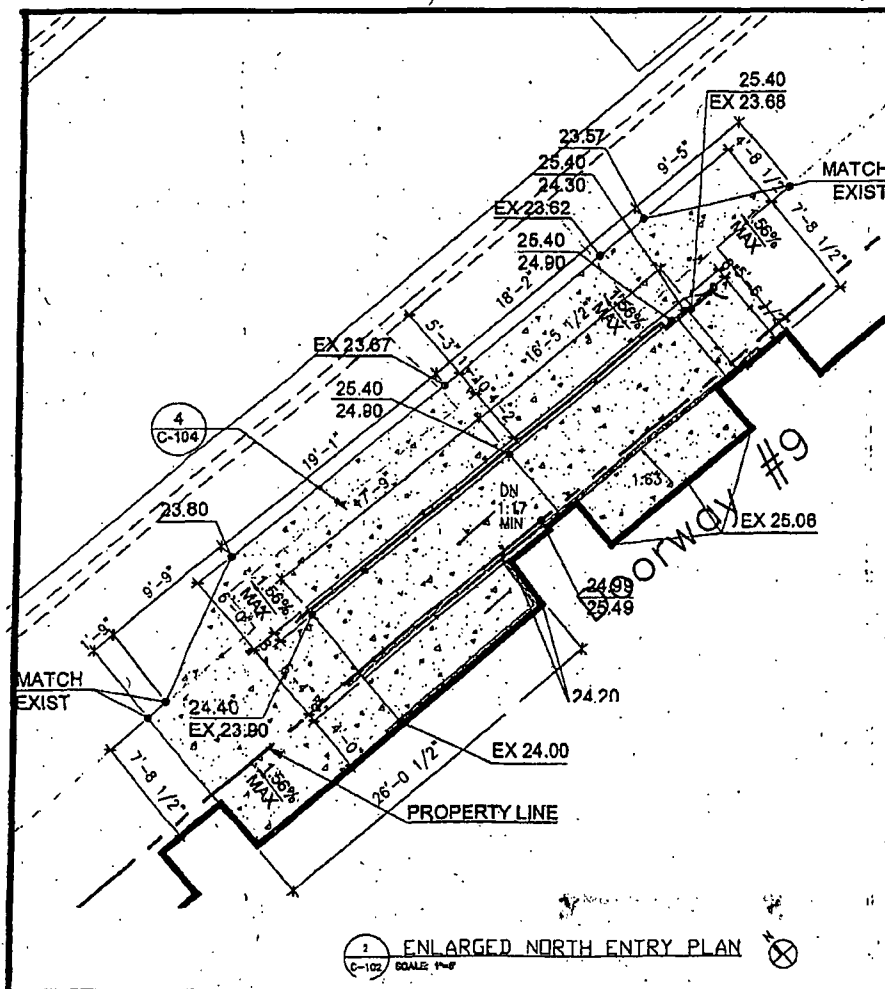 25.40
EX 23.68
23.57
9'-5"
4'-8 1/2"
25.40
24.30
MATCH
EXIST
EX 23.62
1.56%
MAX
7'-8 1/2"
25.40
24.90
18'-2"
1.56%
MAX
16'-5 1/2"
5'-3"
EX 23.67
25.40
24.90
4
C-104
19'-1"
DN
1:17
MIN
1:63
#9
EX 25.06
23.80
9'-9"
1.56%
MAX
6'-0"
24.99
25.49
1'-9"
MATCH
EXIST
24.40
EX 23.90
24.20
4'-0"
EX 24.00
7'-8 1/2"
1.56%
MAX
26'-0 1/2"
PROPERTY LINE
C-102
ENLARGED NORTH ENTRY PLAN
N